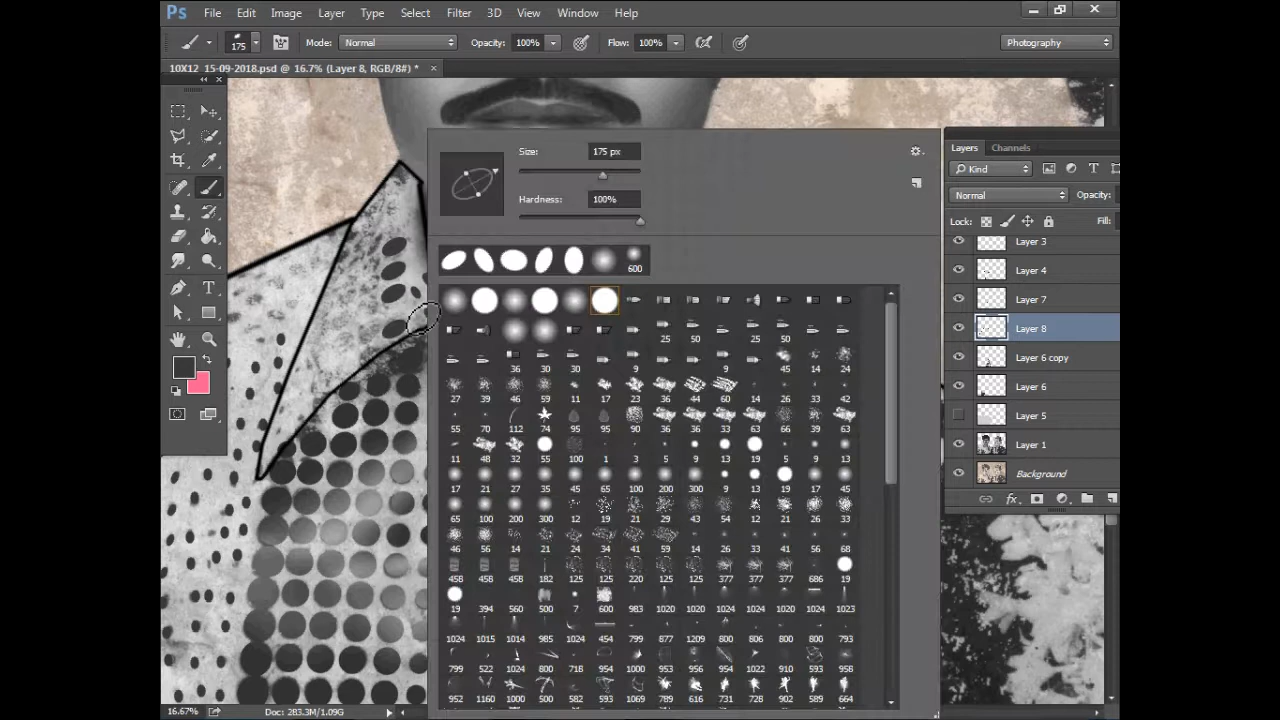 Ps File Edit Image Layer Type Select Filter 3D View Window Help
175 Mode: Normal Opacity: 100% Flow: 100% Photography
10X12 15-09-2018.psd @ 16.7% (Layer 8, RGB/8#) *
Size: 175 px
Hardness: 100%
600
25 50 25 50
36 30 30 9 9 45 14 24
27 39 46 59 11 17 23 36 44 60 14 26 33 42
55 70 112 74 95 95 90 36 36 33 63 66 39 63
11 48 32 55 100 1 3 5 9 13 19 5 9 13
17 21 27 35 45 65 100 200 300 9 13 19 17 45
65 100 200 300 12 19 21 29 43 54 12 21 26 33
46 56 14 21 24 34 41 59 14 26 33 41 56 68
458 458 458 182 125 125 220 125 125 377 377 377 686 19
19 394 560 500 7 600 983 1020 1020 1024 1024 1020 1024 1023
1024 1015 1014 985 1024 454 799 877 1209 800 806 800 800 793
799 522 1024 800 718 954 1000 953 956 954 1022 910 593 958
952 1160 1000 500 582 593 1069 789 616 731 728 902 589 664
Layers Channels
Kind T
Normal Opacity:
Lock: Fill:
Layer 3
Layer 4
Layer 7
Layer 8
Layer 6 copy
Layer 6
Layer 5
Layer 1
Background
fx
T
16.67% Doc: 283.3M/1.09G